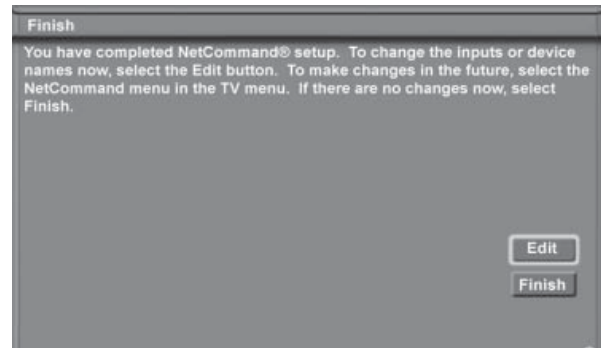 Finish
You have completed NetCommand® setup. To change the inputs or device
names now, select the Edit button. To make changes in the future, select the
NetCommand menu in the TV menu. If there are no changes now, select
Finish.
Edit
Finish